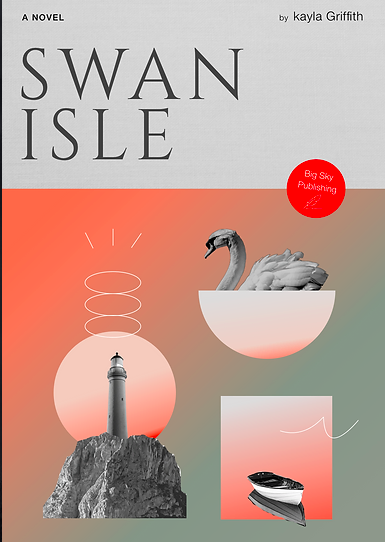 A NOVEL
by kayla Griffith
SWAN
ISLE
Big Sky
Publishing